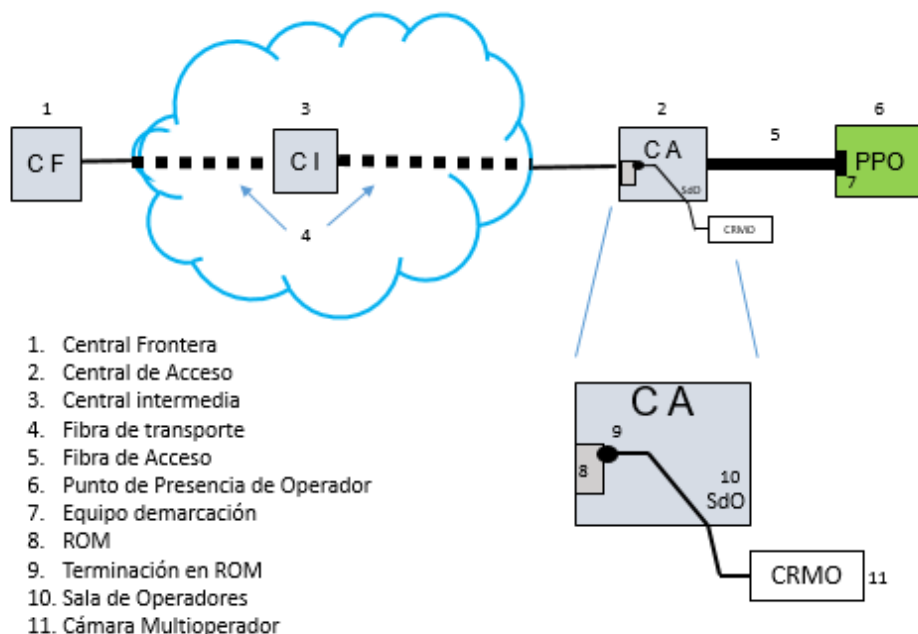 1
3
2
6
C F
C I
C A
5
PPO
7
SdO
CRMO
4
1. Central Frontera
2. Central de Acceso
3. Central intermedia
4. Fibra de transporte
5. Fibra de Acceso
6. Punto de Presencia de Operador
7. Equipo demarcación
8. ROM
9. Terminación en ROM
10. Sala de Operadores
11. Cámara Multioperador
C A
9
8
10
SdO
CRMO
11